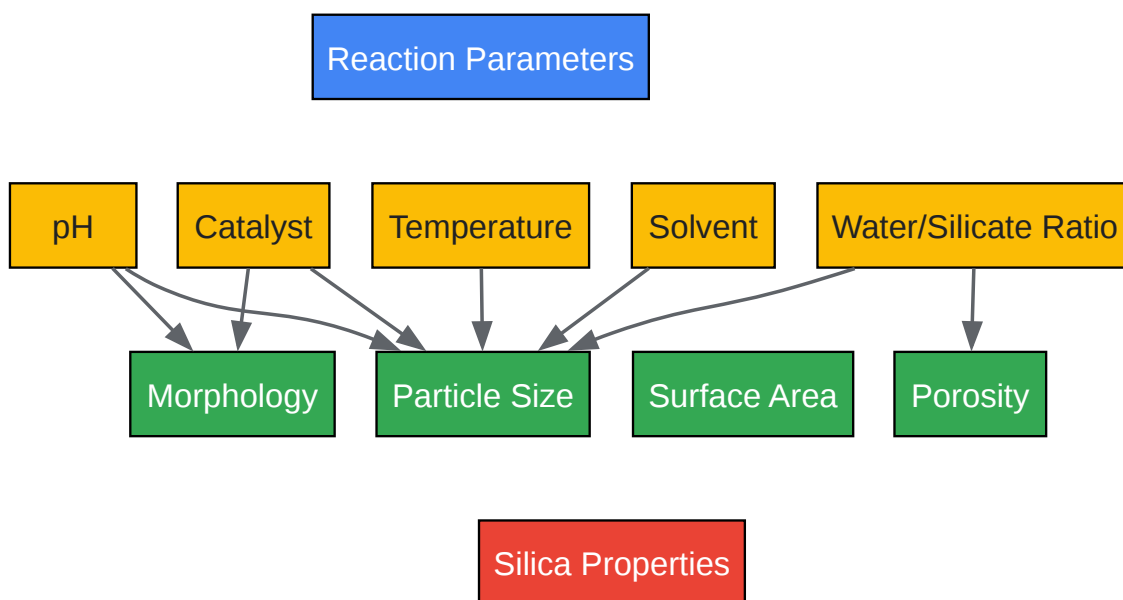 Reaction Parameters
pH
Catalyst
Temperature
Solvent
Water/Silicate Ratio
Morphology
Particle Size
Surface Area
Porosity
Silica Properties